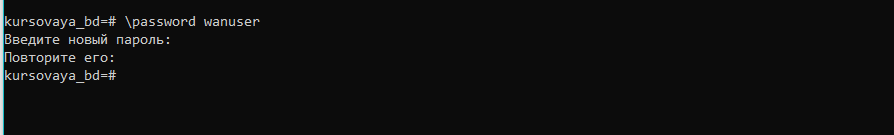 kursovaya_bd=# \password wanuser
Введите новый пароль:
Повторите его:
kursovaya_bd=#